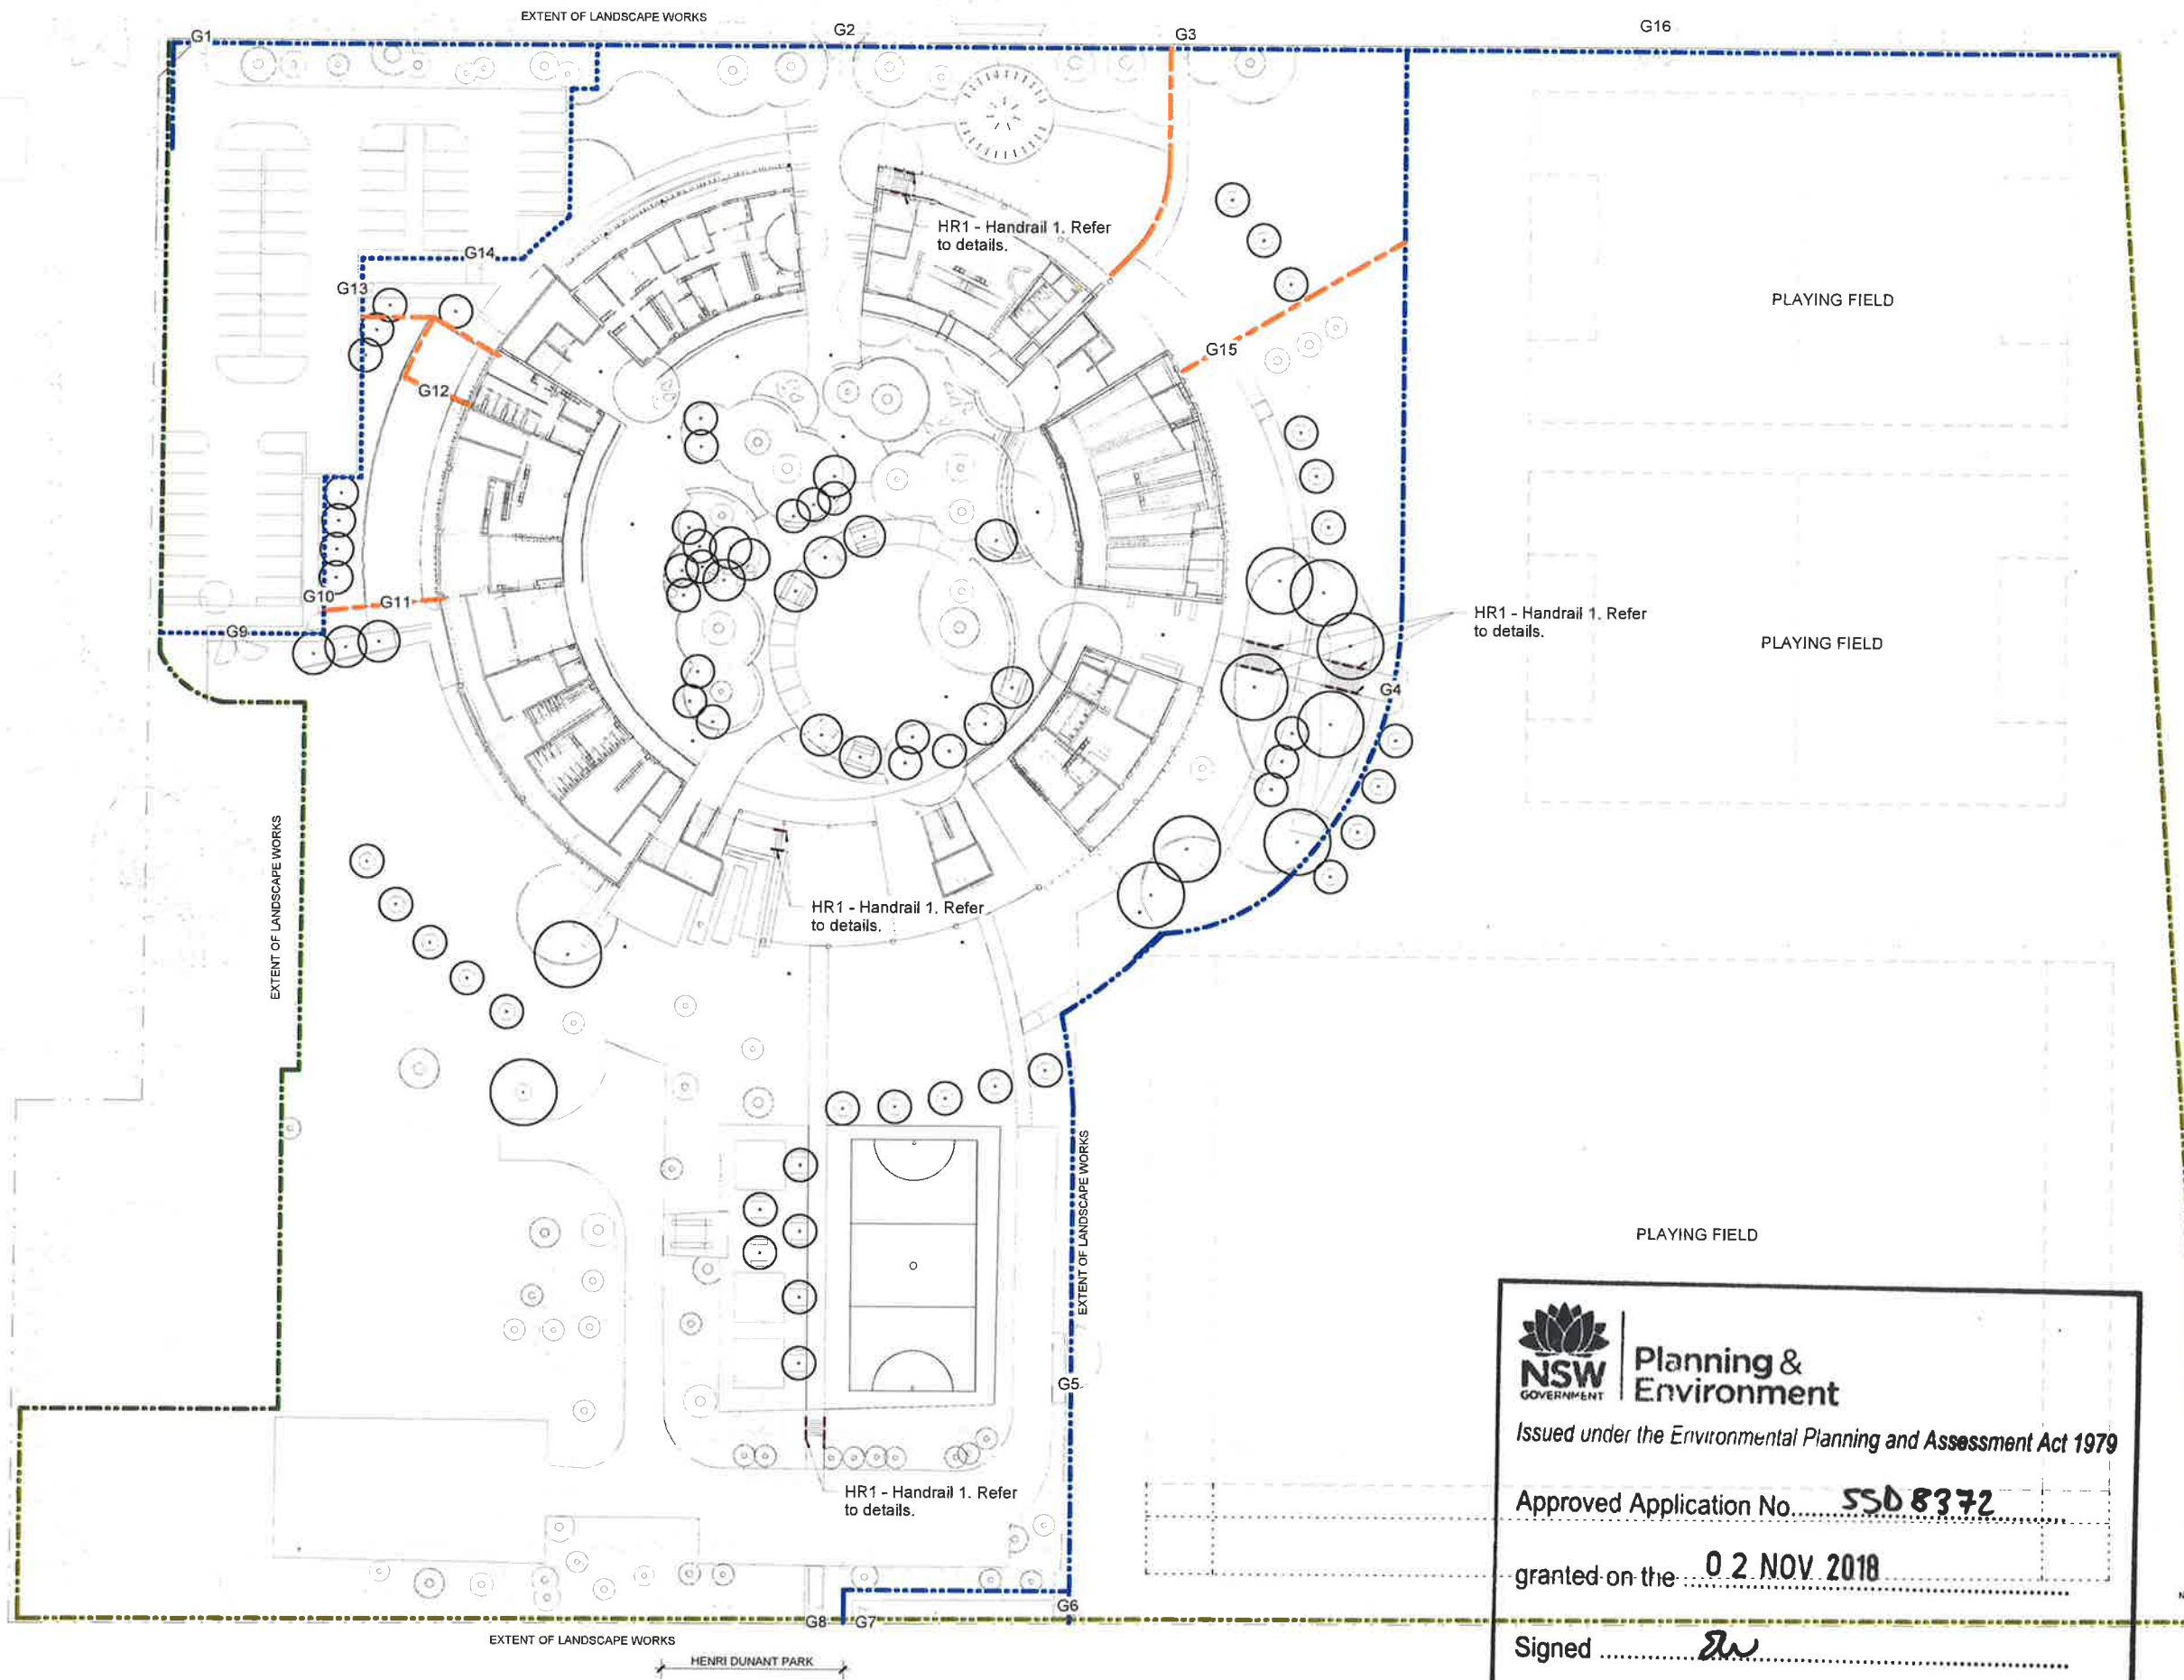 EXTENT OF LANDSCAPE WORKS
G1
G2
G3
G16
HR1 - Handrail 1. Refer
to details.
G14
G13
G12
G15
PLAYING FIELD
G10
G11
G9
HR1 - Handrail 1. Refer
to details.
PLAYING FIELD
G4
EXTENT OF LANDSCAPE WORKS
HR1 - Handrail 1. Refer
to details.
EXTENT OF LANDSCAPE WORKS
PLAYING FIELD
G5
HR1 - Handrail 1. Refer
to details.
G8
G7
G6
EXTENT OF LANDSCAPE WORKS
HENRI DUNANT PARK
NSW
GOVERNMENT
Planning &
Environment
Issued under the Environmental Planning and Assessment Act 1979
Approved Application No. SSD 8372
granted on the 02 NOV 2018
Signed